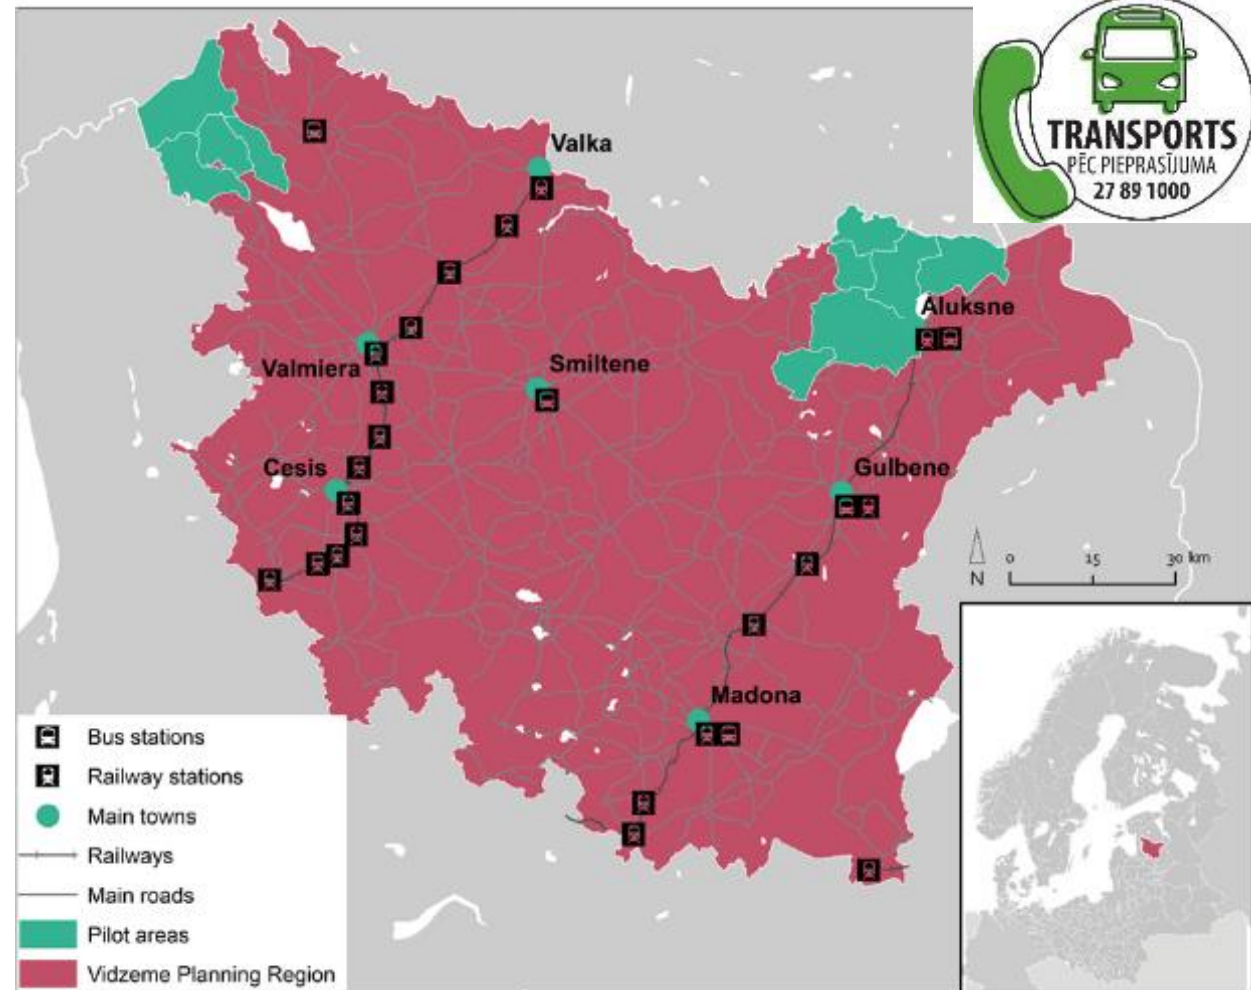 TRANSPORTS
PĒC PIEPRASĪJUMA
27 89 1000
Valka
Aluksne
Valmiera
Smiltene
Cesis
Gulbene
Madona
N
0 15 30 km
Bus stations
Railway stations
Main towns
Railways
Main roads
Pilot areas
Vidzeme Planning Region